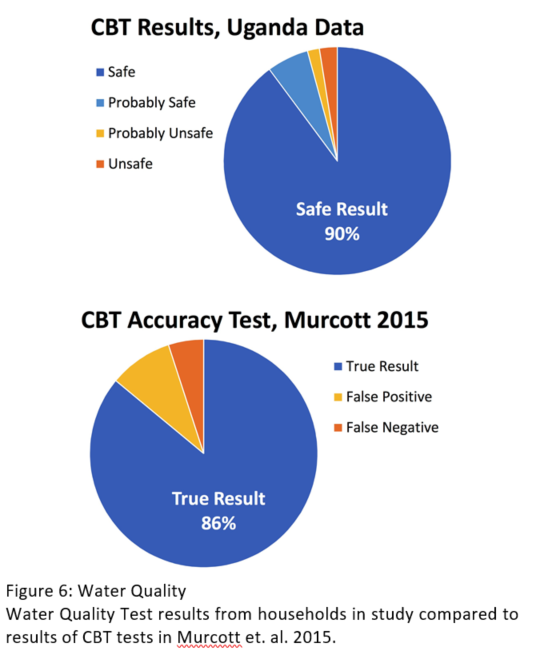 CBT Results, Uganda Data
Safe
Probably Safe
Probably Unsafe
Unsafe
Safe Result
90%
CBT Accuracy Test, Murcott 2015
True Result
False Positive
False Negative
True Result
86%
Figure 6: Water Quality
Water Quality Test results from households in study compared to
results of CBT tests in Murcott et. al. 2015.